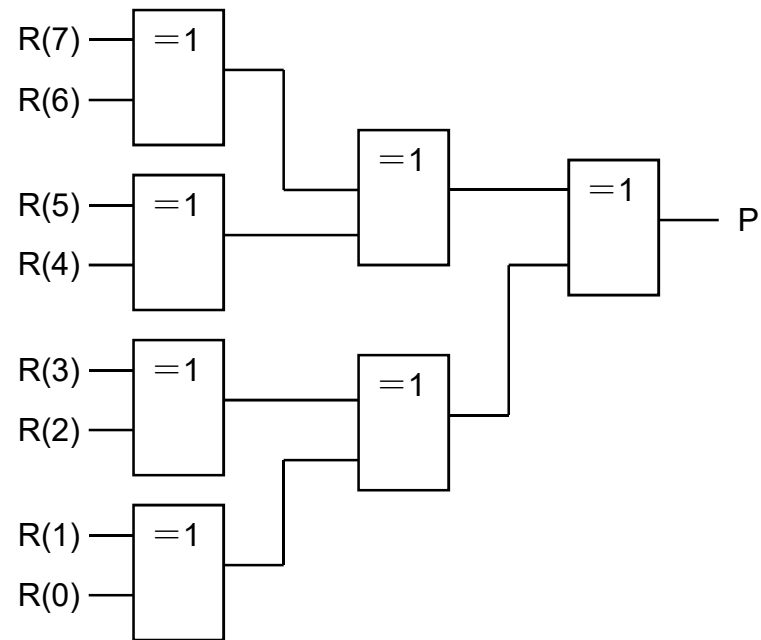 R(7)
=1
R(6)
=1
R(5)
=1
=1
P
R(4)
R(3)
=1
=1
R(2)
R(1)
=1
R(0)